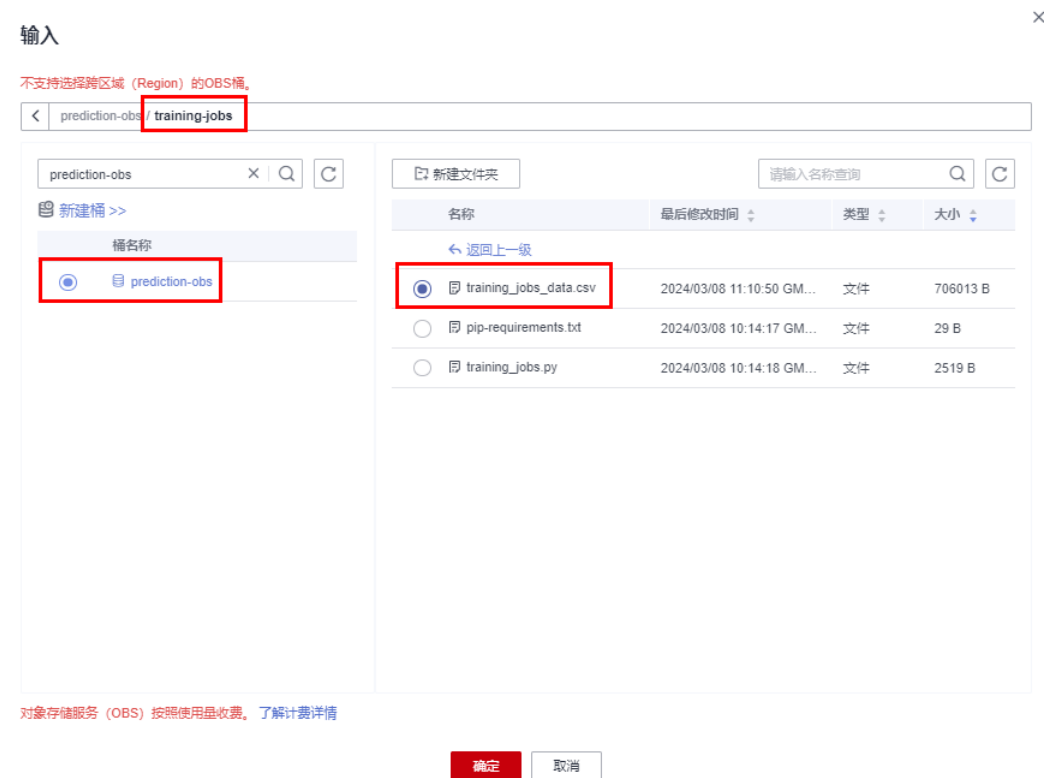 输入
不支持选择跨区域（Region）的OBS桶。
prediction-obs / training-jobs
prediction-obs
新建桶 >>
桶名称
prediction-obs
新建文件夹
请输入名称查询
名称 最后修改时间 类型 大小
返回上一级
training_jobs_data.csv 2024/03/08 11:10:50 GM... 文件 706013 B
pip-requirements.txt 2024/03/08 10:14:17 GM... 文件 29 B
training_jobs.py 2024/03/08 10:14:18 GM... 文件 2519 B
对象存储服务（OBS）按照使用量收费。 了解计费详情
确定 取消